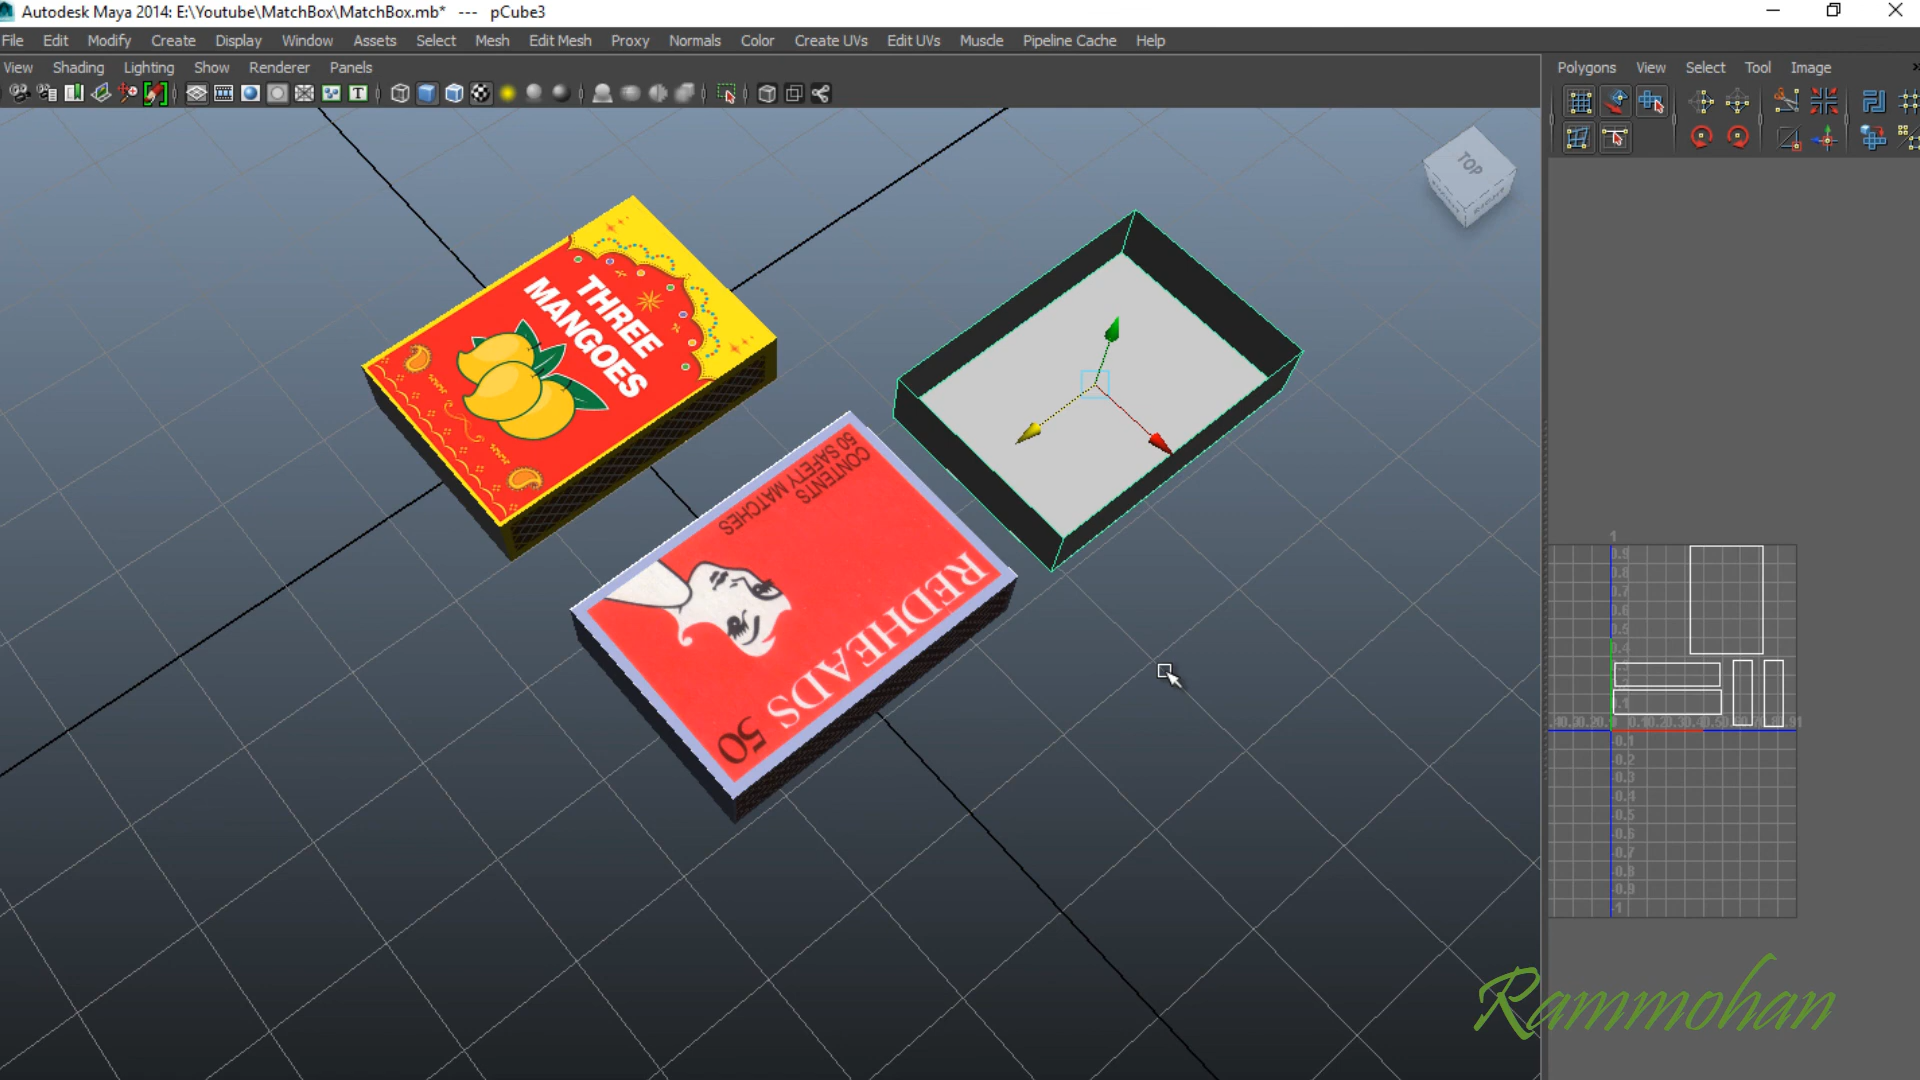 Autodesk Maya 2014: E:\Youtube\MatchBox\MatchBox.mb* --- pCube3
File Edit Modify Create Display Window Assets Select Mesh Edit Mesh Proxy Normals Color Create UVs Edit UVs Muscle Pipeline Cache Help
View Shading Lighting Show Renderer Panels
Polygons View Select Tool Image
TOP
THREE
MANGOES
CONTENTS
50 SAFETY MATCHES
REDHEADS
50
Rammohan